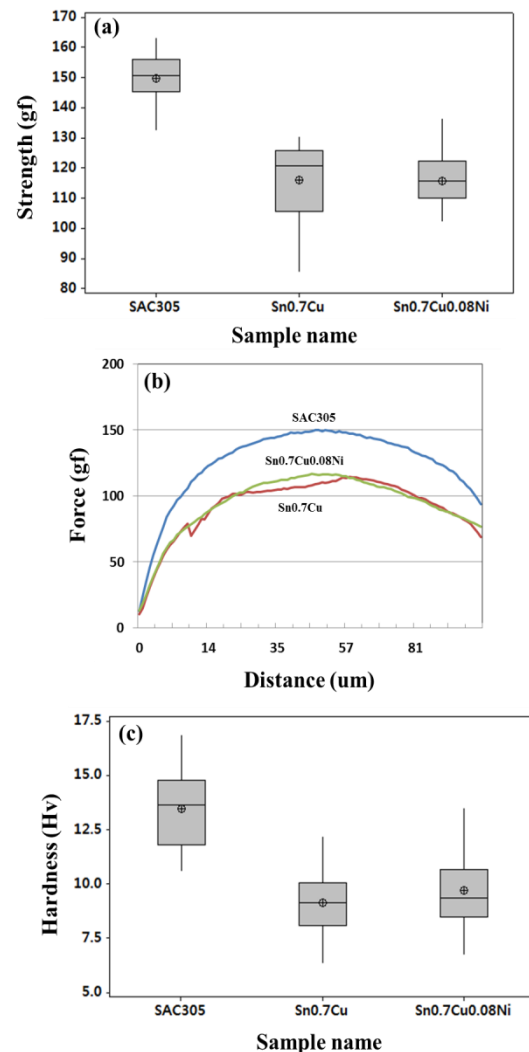 (a)
170
160
150
140
130
120
110
100
90
80
Strength (gf)
SAC305 Sn0.7Cu Sn0.7Cu0.08Ni
Sample name
(b)
200
150
100
50
0
Force (gf)
SAC305
Sn0.7Cu0.08Ni
Sn0.7Cu
0 14 35 57 81
Distance (um)
(c)
17.5
15.0
12.5
10.0
7.5
5.0
Hardness (Hv)
SAC305 Sn0.7Cu Sn0.7Cu0.08Ni
Sample name